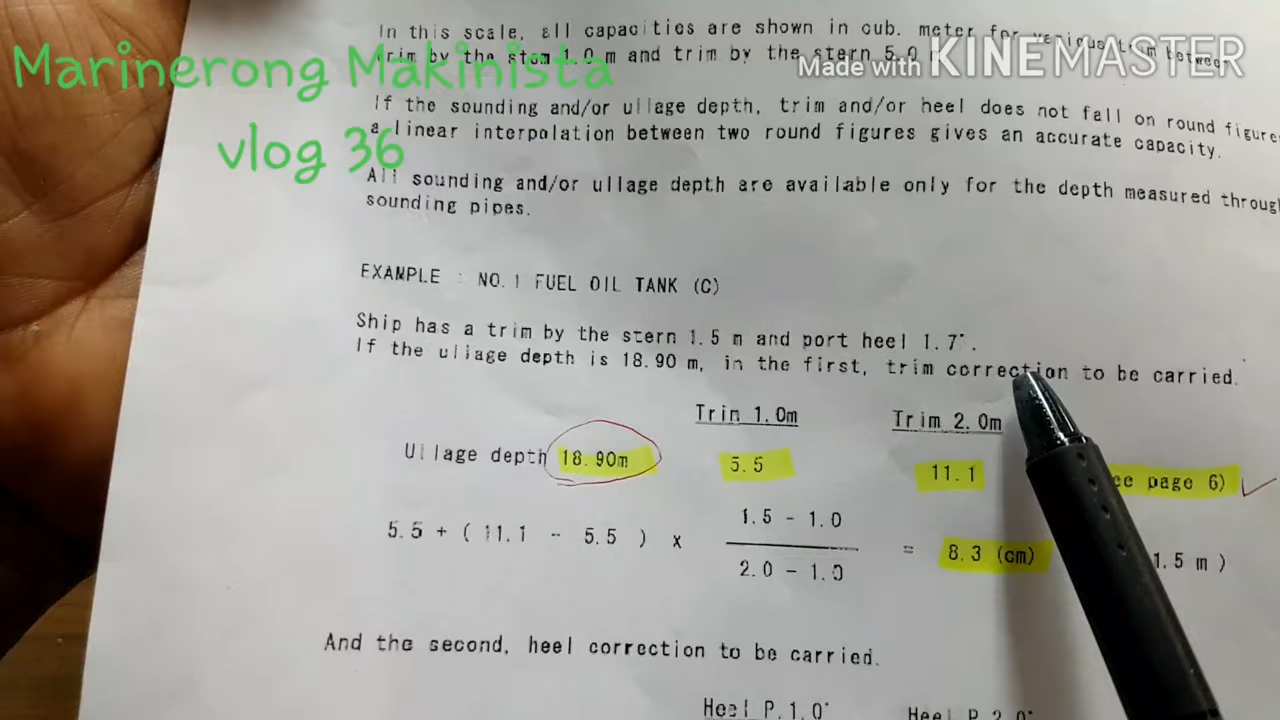 In this scale, all capacities are shown in cub. meter for various trim between
trim by the stem 1.0 m and trim by the stern 5.0
Made with KINEMASTER
Marinerong Makinista
vlog 36
If the sounding and/or ullage depth, trim and/or heel does not fall on round figure
a linear interpolation between two round figures gives an accurate capacity.
All sounding and/or ullage depth are available only for the depth measured through
sounding pipes.
EXAMPLE : NO.1 FUEL OIL TANK (C)
Ship has a trim by the stern 1.5 m and port heel 1.7°.
If the ullage depth is 18.90 m, in the first, trim correction to be carried.
Trim 1.0m Trim 2.0m
Ullage depth 18.90m 5.5 11.1 page 6)
1.5 - 1.0
5.5 + ( 11.1 - 5.5 ) x = 8.3 (cm) 1.5 m )
2.0 - 1.0
And the second, heel correction to be carried.
Heel P.1.0° Heel P.2.0°